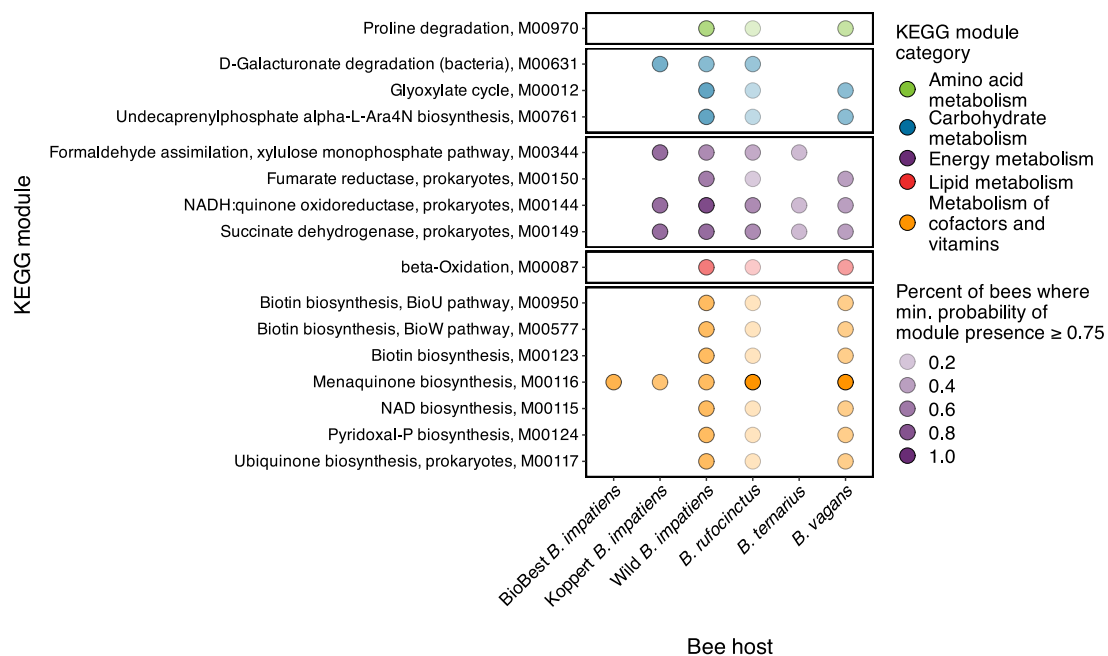 Proline degradation, M00970
D-Galacturonate degradation (bacteria), M00631
Glyoxylate cycle, M00012
Undecaprenylphosphate alpha-L-Ara4N biosynthesis, M00761
Formaldehyde assimilation, xylulose monophosphate pathway, M00344
Fumarate reductase, prokaryotes, M00150
NADH:quinone oxidoreductase, prokaryotes, M00144
Succinate dehydrogenase, prokaryotes, M00149
beta-Oxidation, M00087
Biotin biosynthesis, BioU pathway, M00950
Biotin biosynthesis, BioW pathway, M00577
Biotin biosynthesis, M00123
Menaquinone biosynthesis, M00116
NAD biosynthesis, M00115
Pyridoxal-P biosynthesis, M00124
Ubiquinone biosynthesis, prokaryotes, M00117
KEGG module
BioBest B. impatiens
Koppert B. impatiens
Wild B. impatiens
B. rufocinctus
B. ternarius
B. vagans
Bee host
KEGG module
category
Amino acid
metabolism
Carbohydrate
metabolism
Energy metabolism
Lipid metabolism
Metabolism of
cofactors and
vitamins
Percent of bees where
min. probability of
module presence ≥ 0.75
0.2
0.4
0.6
0.8
1.0